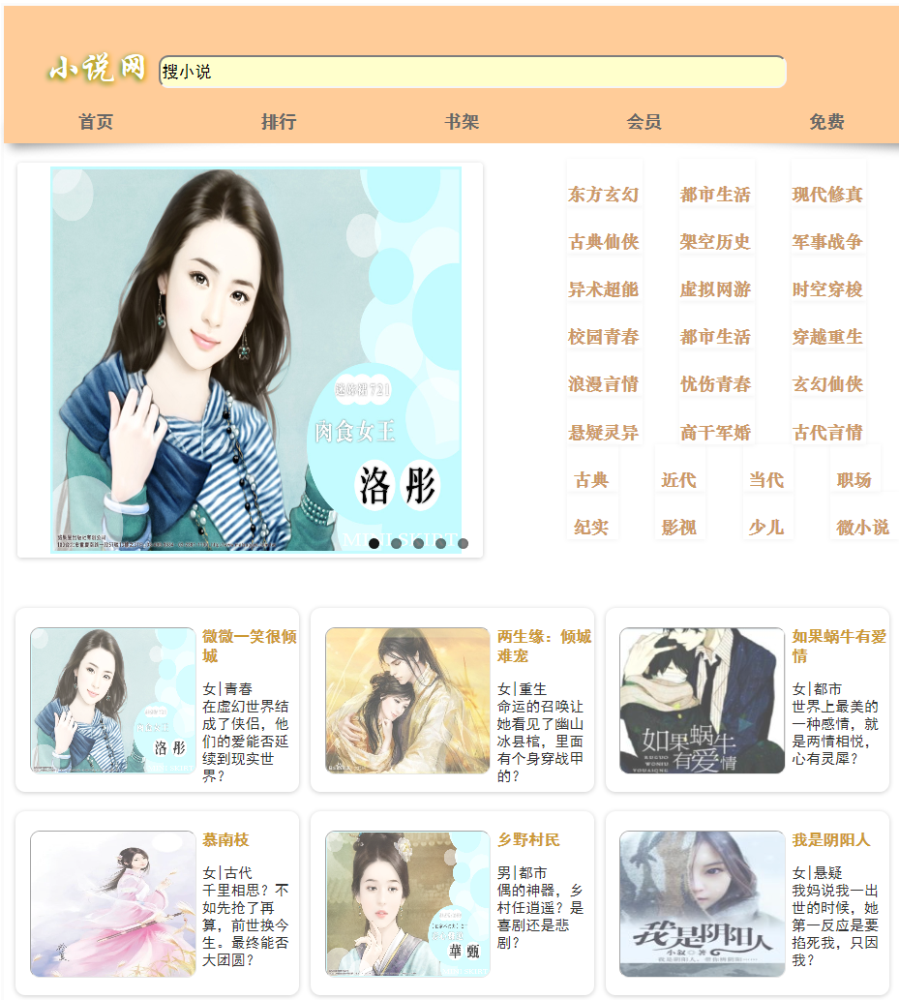 小说网
搜小说
首页 排行 书架 会员 免费
东方玄幻 都市生活 现代修真
古典仙侠 架空历史 军事战争
异术超能 虚拟网游 时空穿梭
校园青春 都市生活 穿越重生
浪漫言情 忧伤青春 玄幻仙侠
悬疑灵异 高干军婚 古代言情
古典 近代 当代 职场
纪实 影视 少儿 微小说
肉食女王
洛彤
MINI SKIRT
微微一笑很倾
城
女|青春
在虚幻世界结
成了侠侣，他
们的爱能否延
续到现实世
界？
洛彤
两生缘：倾城
难宠
女|重生
命运的召唤让
她看见了幽山
冰县棺，里面
有个身穿战甲
的？
如果蜗牛有爱
情
女|都市
世界上最美的
一种感情，就
是两情相悦，
心有灵犀？
如果蜗牛
有爱情
慕南枝
女|古代
千里相思？不
如先抢了再
算，前世换今
生。最终能否
大团圆？
乡野村民
男|都市
偶的神器，乡
村任逍遥？是
喜剧还是悲
剧？
華甄
我是阴阳人
女|悬疑
我妈说我一出
世的时候，她
第一反应是要
掐死我，只因
我？
我是阴阳人
小叙 著